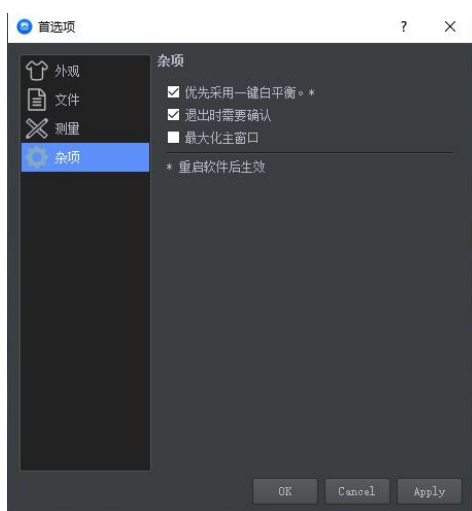 首选项
?
×
外观
文件
测量
杂项
杂项
优先采用一键白平衡。*
退出时需要确认
最大化主窗口
* 重启软件后生效
OK
Cancel
Apply